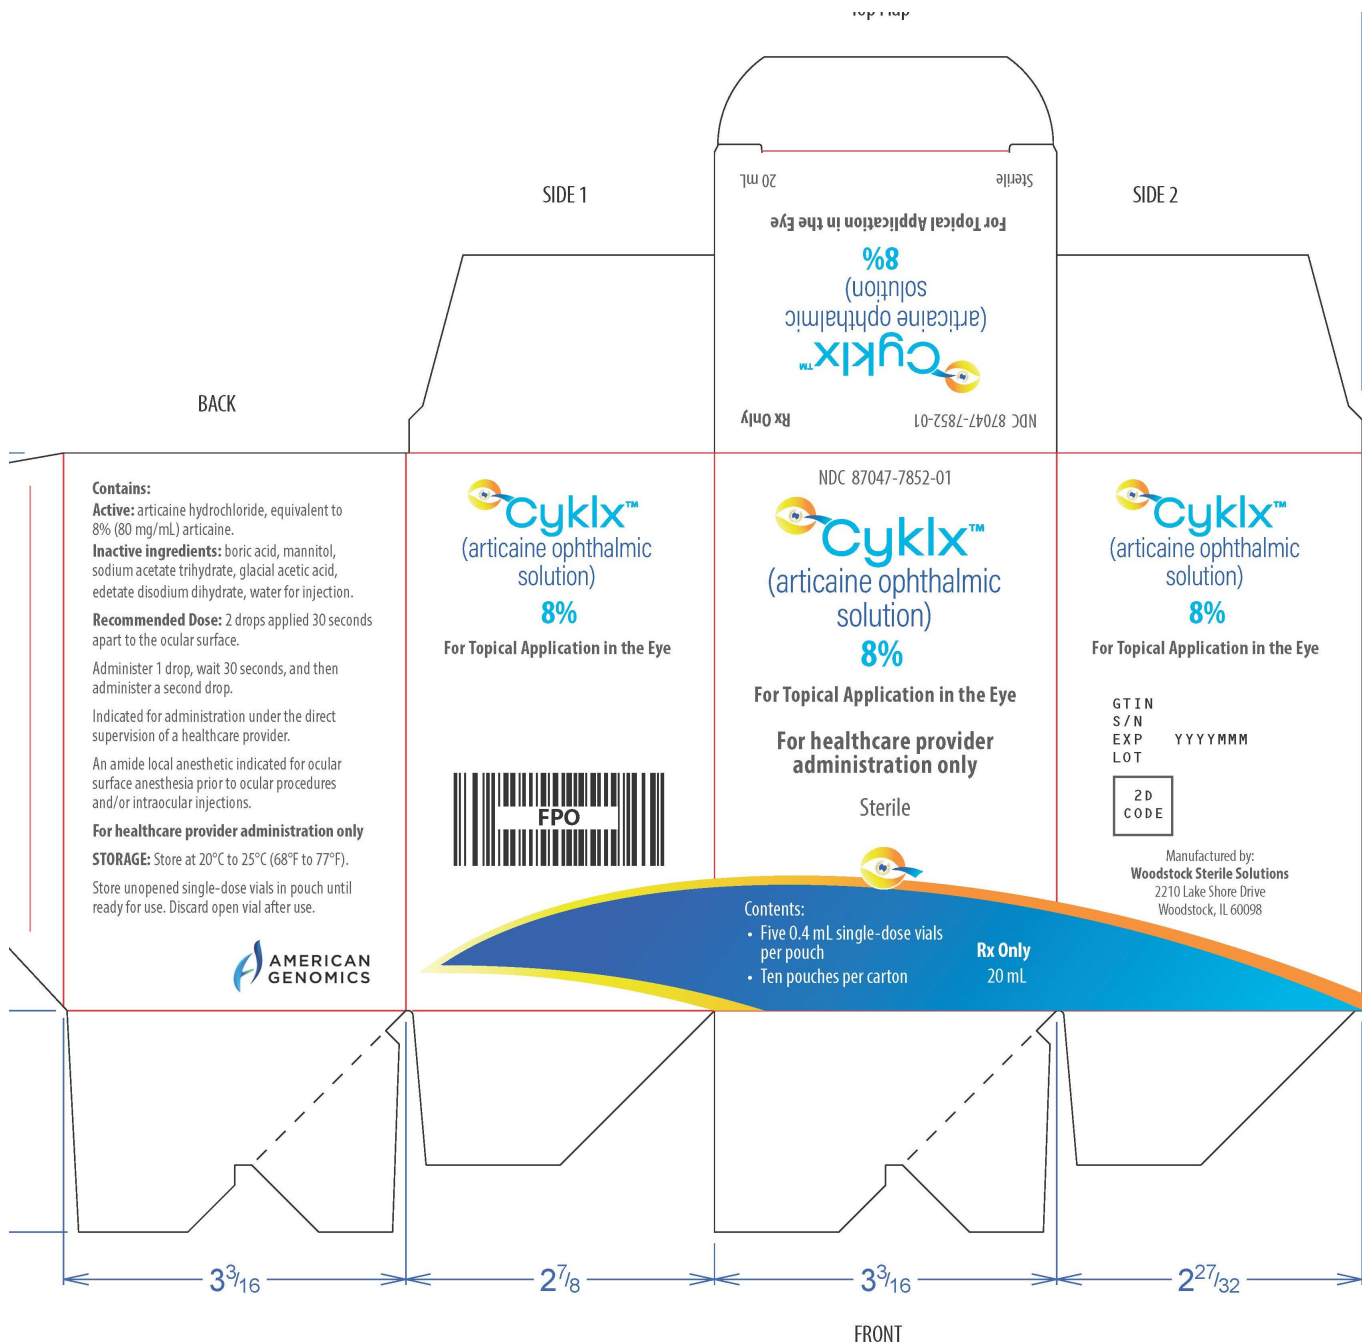 SIDE 1
SIDE 2
BACK
20 mL
Sterile
For Topical Application in the Eye
8%
solution)
(articaine ophthalmic
Cyklx™
Rx Only
NDC 87047-7852-01
Contains:
Active: articaine hydrochloride, equivalent to
8% (80 mg/mL) articaine.
Inactive ingredients: boric acid, mannitol,
sodium acetate trihydrate, glacial acetic acid,
edetate disodium dihydrate, water for injection.
Recommended Dose: 2 drops applied 30 seconds
apart to the ocular surface.
Administer 1 drop, wait 30 seconds, and then
administer a second drop.
Indicated for administration under the direct
supervision of a healthcare provider.
An amide local anesthetic indicated for ocular
surface anesthesia prior to ocular procedures
and/or intraocular injections.
For healthcare provider administration only
STORAGE: Store at 20°C to 25°C (68°F to 77°F).
Store unopened single-dose vials in pouch until
ready for use. Discard open vial after use.
AMERICAN
GENOMICS
Cyklx™
(articaine ophthalmic
solution)
8%
For Topical Application in the Eye
FPO
NDC 87047-7852-01
Cyklx™
(articaine ophthalmic
solution)
8%
For Topical Application in the Eye
For healthcare provider
administration only
Sterile
Contents:
• Five 0.4 mL single-dose vials
per pouch
• Ten pouches per carton
Rx Only
20 mL
Cyklx™
(articaine ophthalmic
solution)
8%
For Topical Application in the Eye
GTIN
S/N
EXP YYYYMMM
LOT
2D
CODE
Manufactured by:
Woodstock Sterile Solutions
2210 Lake Shore Drive
Woodstock, IL 60098
3 3/16
2 7/8
3 3/16
2 27/32
FRONT